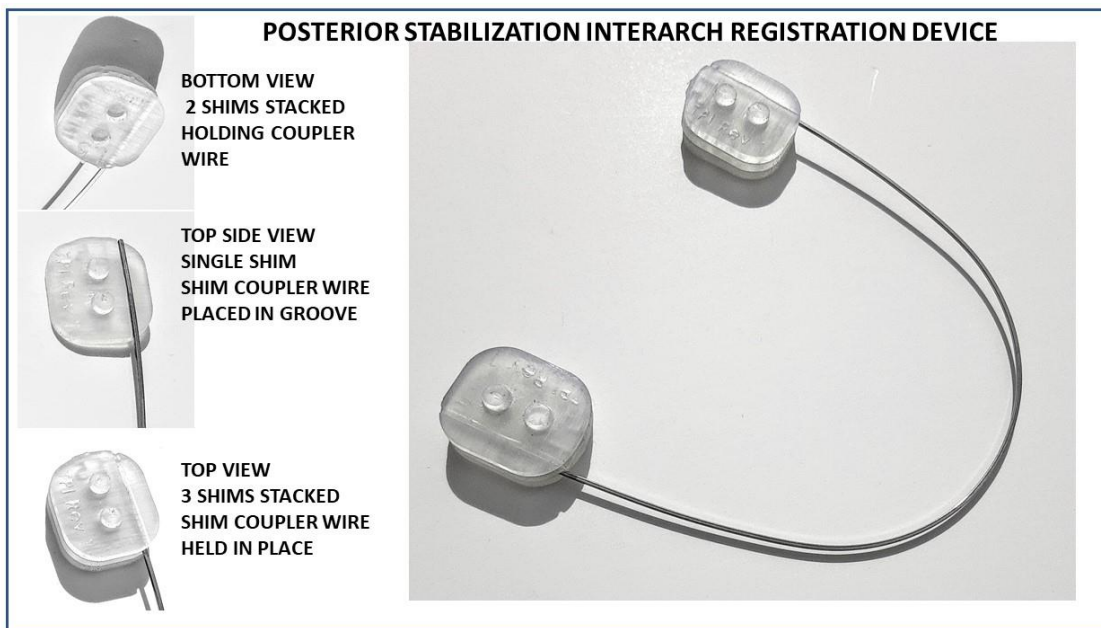 POSTERIOR STABILIZATION INTERARCH REGISTRATION DEVICE
BOTTOM VIEW
2 SHIMS STACKED
HOLDING COUPLER
WIRE
TOP SIDE VIEW
SINGLE SHIM
SHIM COUPLER WIRE
PLACED IN GROOVE
TOP VIEW
3 SHIMS STACKED
SHIM COUPLER WIRE
HELD IN PLACE